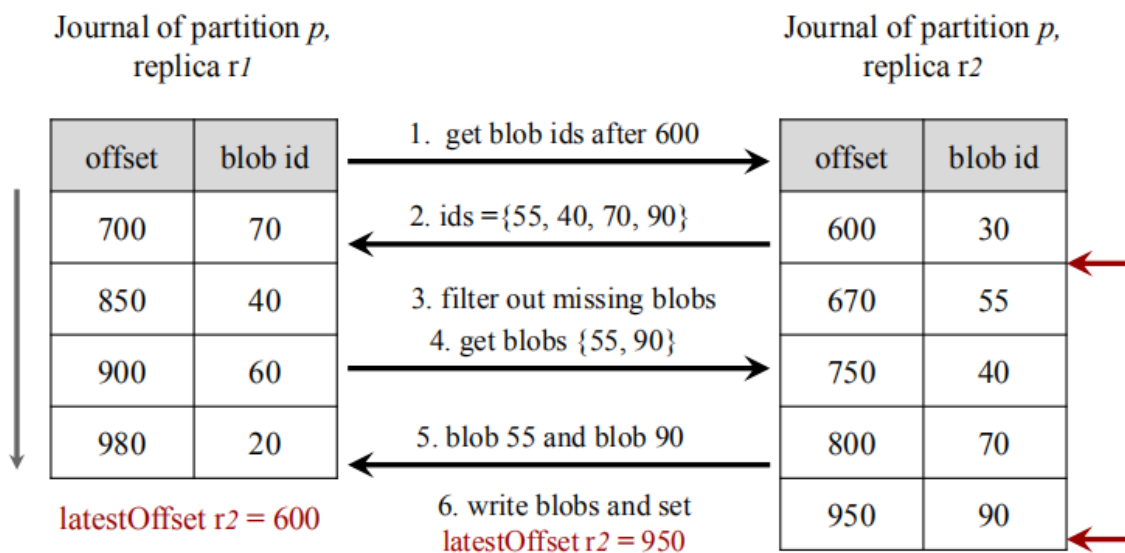 Journal of partition p,
replica r1
Journal of partition p,
replica r2
offset blob id
700 70
850 40
900 60
980 20
latestOffset r2 = 600
1. get blob ids after 600
2. ids ={55, 40, 70, 90}
3. filter out missing blobs
4. get blobs {55, 90}
5. blob 55 and blob 90
6. write blobs and set
latestOffset r2 = 950
offset blob id
600 30
670 55
750 40
800 70
950 90